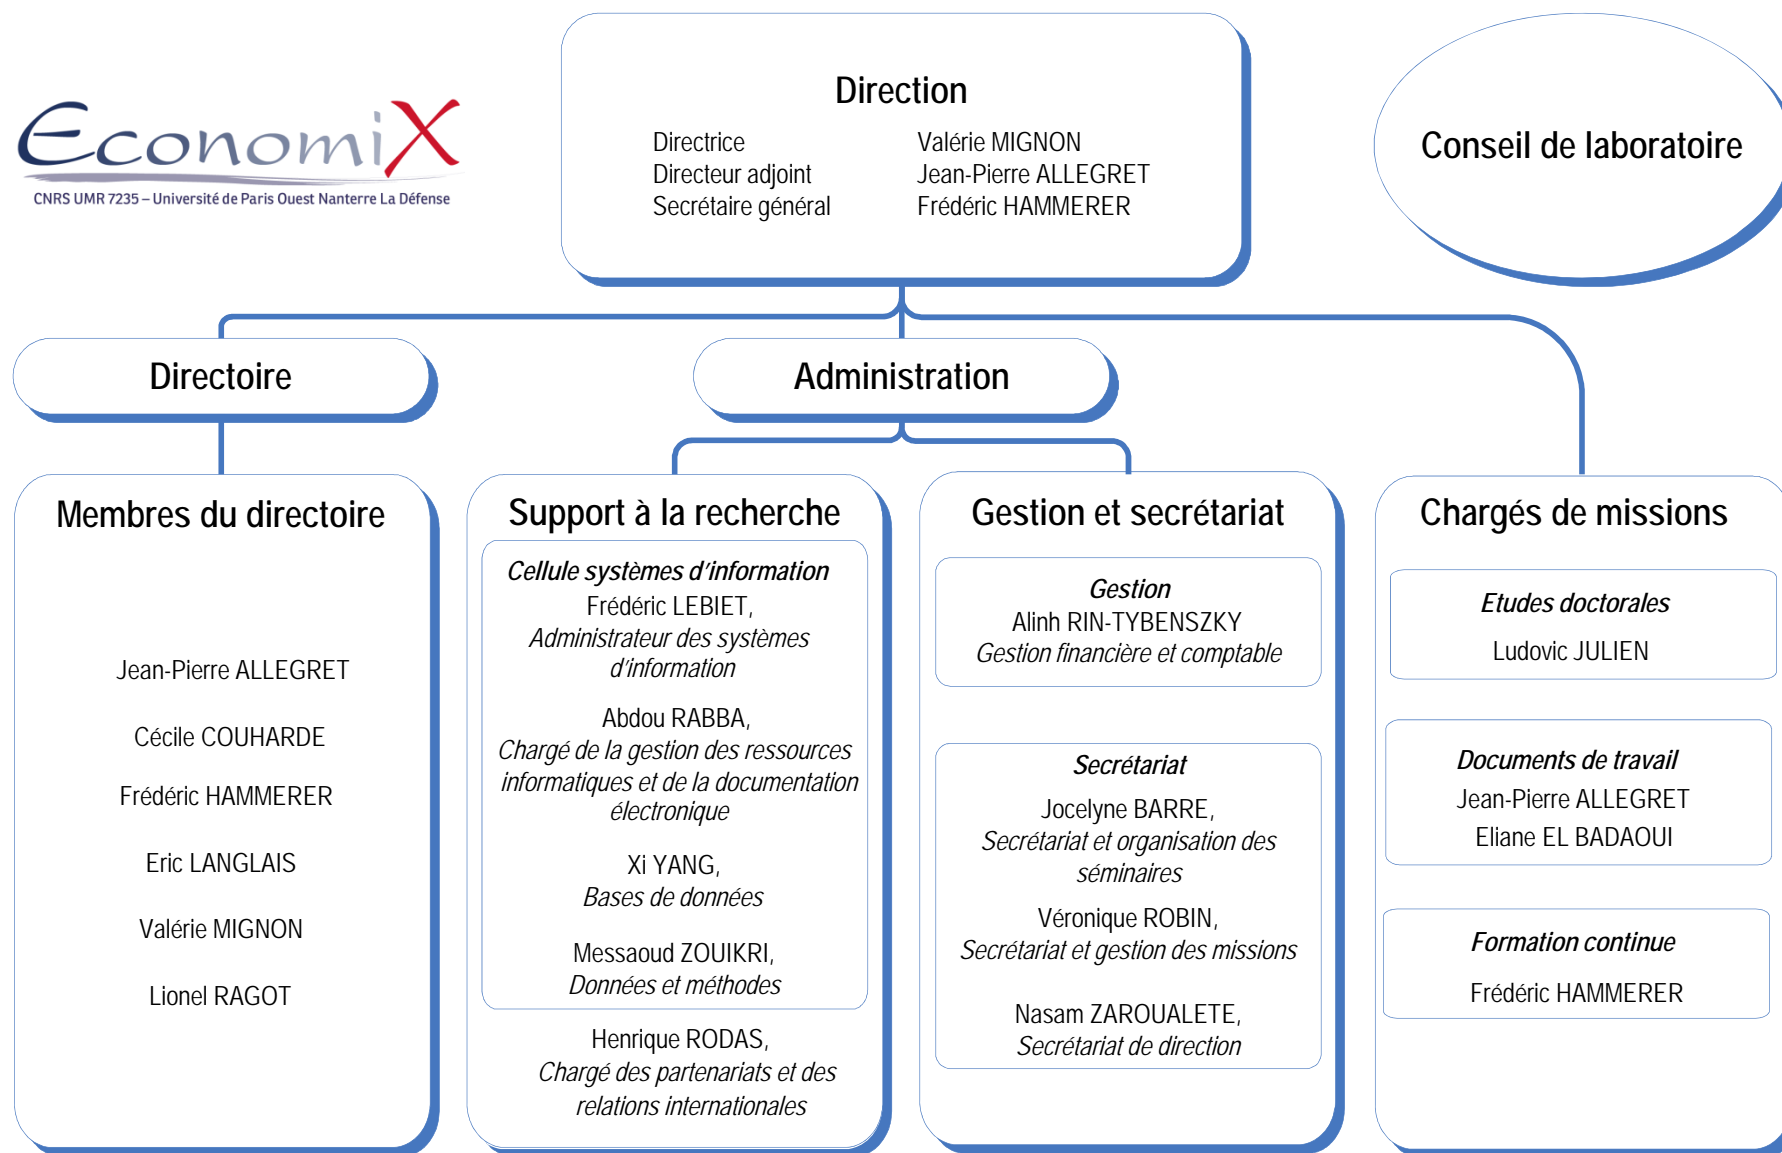 EconomiX
CNRS UMR 7235 – Université de Paris Ouest Nanterre La Défense
Direction
Directrice Valérie MIGNON
Directeur adjoint Jean-Pierre ALLEGRET
Secrétaire général Frédéric HAMMERER
Conseil de laboratoire
Directoire
Administration
Membres du directoire
Jean-Pierre ALLEGRET
Cécile COUHARDE
Frédéric HAMMERER
Eric LANGLAIS
Valérie MIGNON
Lionel RAGOT
Support à la recherche
Cellule systèmes d'information
Frédéric LEBIET,
Administrateur des systèmes
d'information
Abdou RABBA,
Chargé de la gestion des ressources
informatiques et de la documentation
électronique
Xi YANG,
Bases de données
Messaoud ZOUIKRI,
Données et méthodes
Henrique RODAS,
Chargé des partenariats et des
relations internationales
Gestion et secrétariat
Gestion
Alinh RIN-TYBENSZKY
Gestion financière et comptable
Secrétariat
Jocelyne BARRE,
Secrétariat et organisation des
séminaires
Véronique ROBIN,
Secrétariat et gestion des missions
Nasam ZAROUALETE,
Secrétariat de direction
Chargés de missions
Etudes doctorales
Ludovic JULIEN
Documents de travail
Jean-Pierre ALLEGRET
Eliane EL BADAOUI
Formation continue
Frédéric HAMMERER